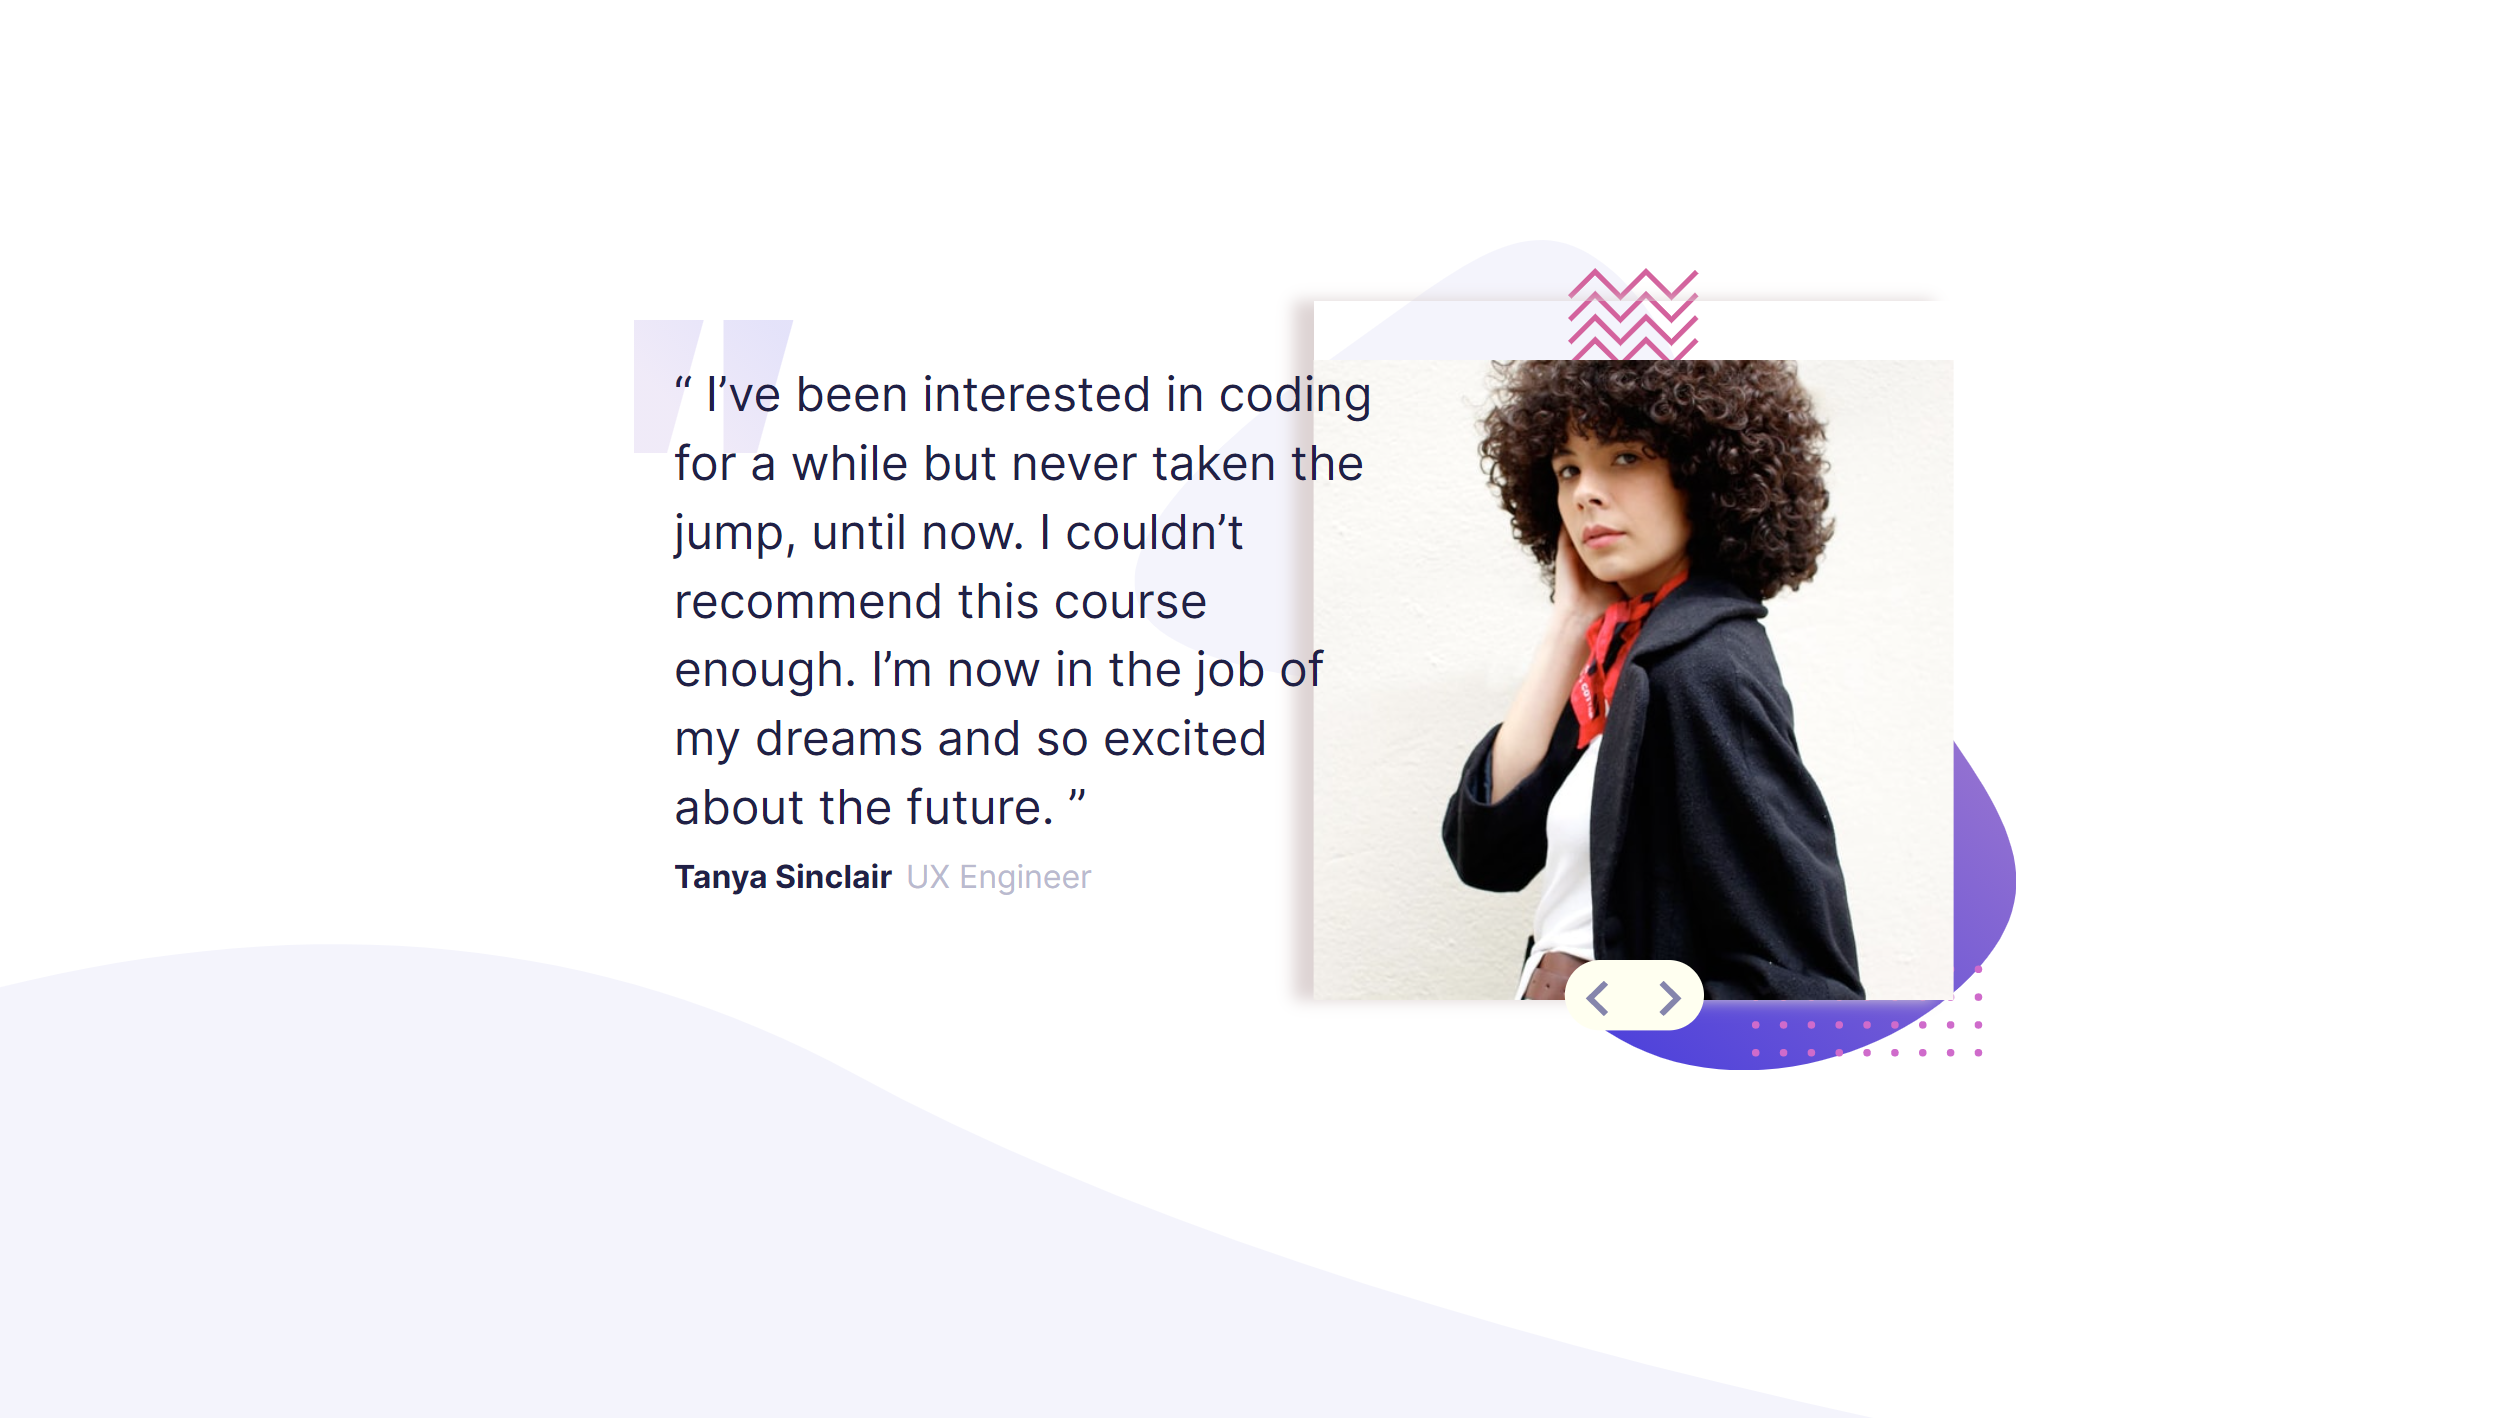 “ I’ve been interested in coding
for a while but never taken the
jump, until now. I couldn’t
recommend this course
enough. I’m now in the job of
my dreams and so excited
about the future. ”
Tanya Sinclair UX Engineer